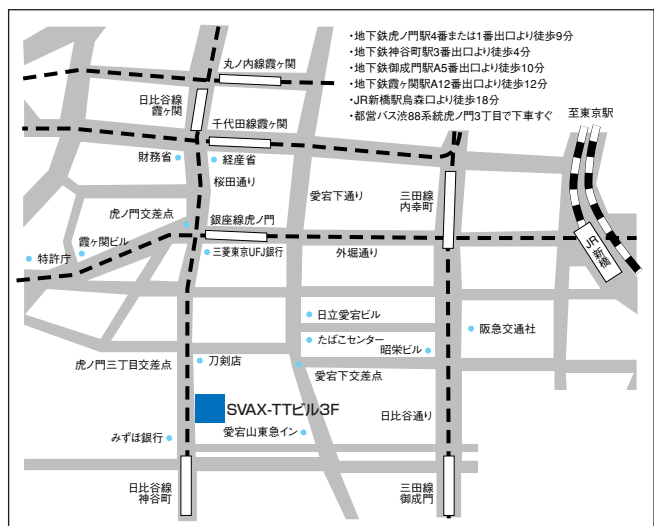 ・地下鉄虎ノ門駅4番または1番出口より徒歩9分
・地下鉄神谷町駅3番出口より徒歩4分
・地下鉄御成門駅A5番出口より徒歩10分
・地下鉄霞ヶ関駅A12番出口より徒歩12分
・JR新橋駅烏森口より徒歩18分
・都営バス渋88系統虎ノ門3丁目で下車すぐ
丸ノ内線霞ヶ関
日比谷線
霞ヶ関
千代田線霞ヶ関
至東京駅
財務省
経産省
桜田通り
愛宕下通り
三田線
内幸町
虎ノ門交差点
銀座線虎ノ門
霞ヶ関ビル
特許庁
三菱東京UFJ銀行
外堀通り
JR新橋
日立愛宕ビル
たばこセンター
昭栄ビル
阪急交通社
虎ノ門三丁目交差点
刀剣店
愛宕下交差点
SVAX-TTビル3F
日比谷通り
みずほ銀行
愛宕山東急イン
日比谷線
神谷町
三田線
御成門